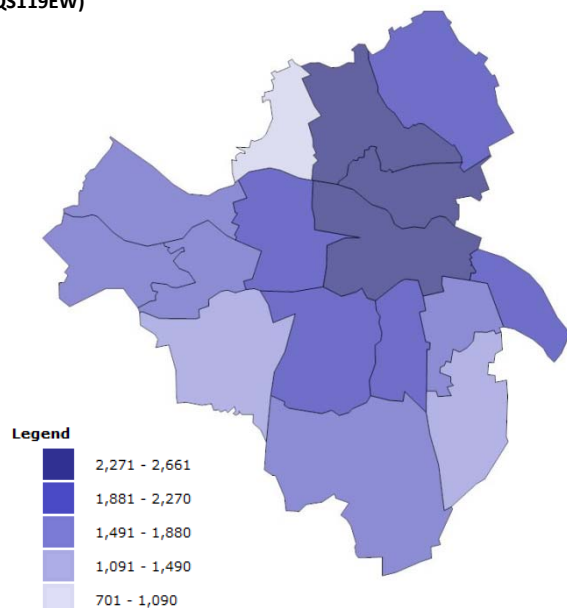 QS119EW)
Legend
2,271 - 2,661
1,881 - 2,270
1,491 - 1,880
1,091 - 1,490
701 - 1,090